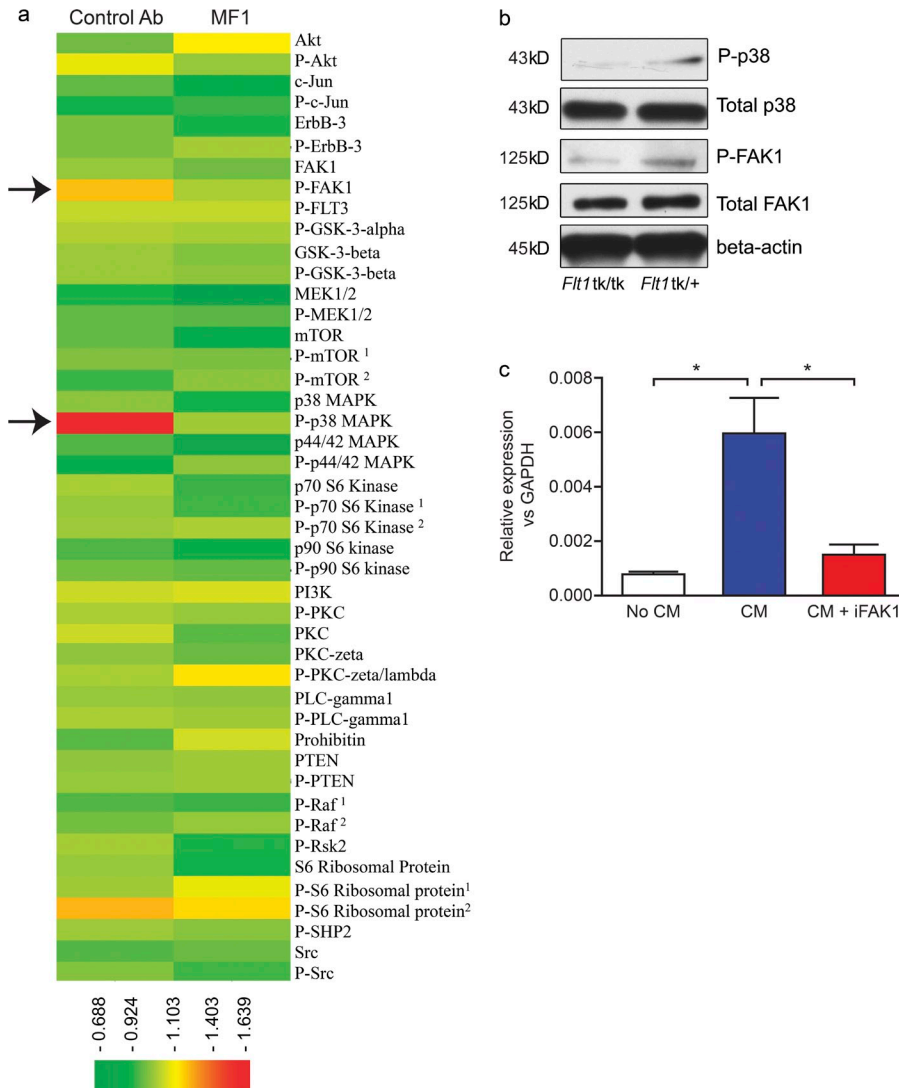 a
Control Ab MF1
Akt
P-Akt
c-Jun
P-c-Jun
ErbB-3
P-ErbB-3
FAK1
P-FAK1
P-FLT3
P-GSK-3-alpha
GSK-3-beta
P-GSK-3-beta
MEK1/2
P-MEK1/2
mTOR
P-mTOR ¹
P-mTOR ²
p38 MAPK
P-p38 MAPK
p44/42 MAPK
P-p44/42 MAPK
p70 S6 Kinase
P-p70 S6 Kinase ¹
P-p70 S6 Kinase ²
p90 S6 kinase
P-p90 S6 kinase
PI3K
P-PKC
PKC
PKC-zeta
P-PKC-zeta/lambda
PLC-gamma1
P-PLC-gamma1
Prohibitin
PTEN
P-PTEN
P-Raf ¹
P-Raf ²
P-Rsk2
S6 Ribosomal Protein
P-S6 Ribosomal protein¹
P-S6 Ribosomal protein²
P-SHP2
Src
P-Src
- 0.688
- 0.924
- 1.103
- 1.403
- 1.639
b
43kD P-p38
43kD Total p38
125kD P-FAK1
125kD Total FAK1
45kD beta-actin
Flt1tk/tk Flt1tk/+
c
Relative expression
vs GAPDH
0.008
0.006
0.004
0.002
0.000
* *
No CM CM CM + iFAK1